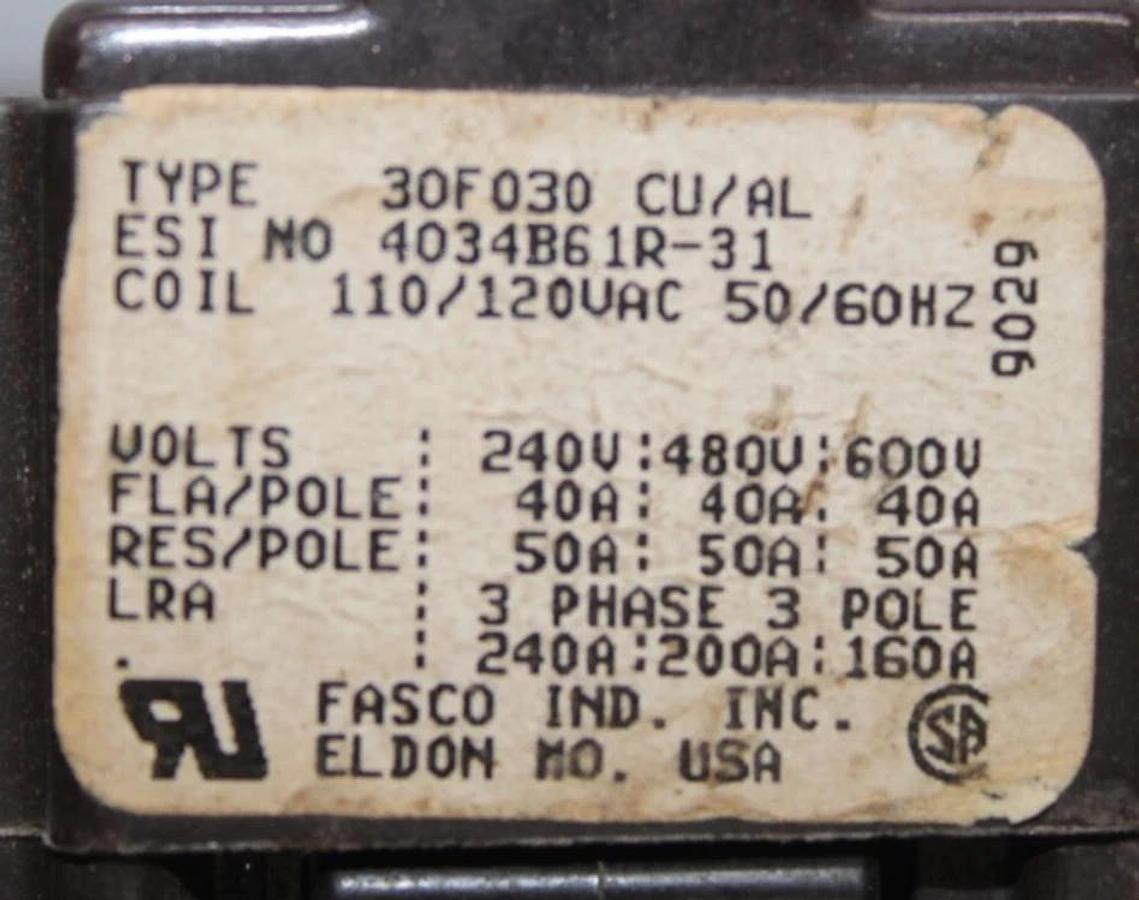 TYPE 30F030 CU/AL
ESI NO 4034B61R-31
COIL 110/120VAC 50/60HZ
9029
VOLTS : 240V:480V:600V
FLA/POLE: 40A: 40A: 40A
RES/POLE: 50A: 50A: 50A
LRA : 3 PHASE 3 POLE
. : 240A:200A:160A
RU FASCO IND. INC. SA
ELDON MO. USA